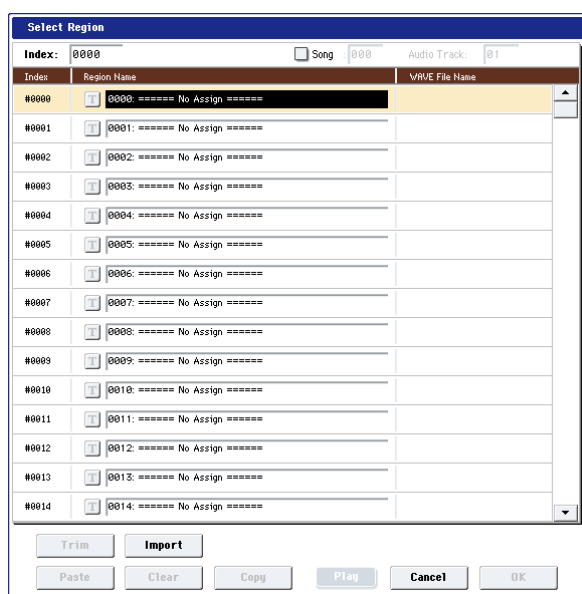 Select Region
Index: 0000 Song : 000 Audio Track: 01
Index Region Name WAVE File Name
#0000 T 0000: ====== No Assign ======
#0001 T 0001: ====== No Assign ======
#0002 T 0002: ====== No Assign ======
#0003 T 0003: ====== No Assign ======
#0004 T 0004: ====== No Assign ======
#0005 T 0005: ====== No Assign ======
#0006 T 0006: ====== No Assign ======
#0007 T 0007: ====== No Assign ======
#0008 T 0008: ====== No Assign ======
#0009 T 0009: ====== No Assign ======
#0010 T 0010: ====== No Assign ======
#0011 T 0011: ====== No Assign ======
#0012 T 0012: ====== No Assign ======
#0013 T 0013: ====== No Assign ======
#0014 T 0014: ====== No Assign ======
Trim Import
Paste Clear Copy Play Cancel OK